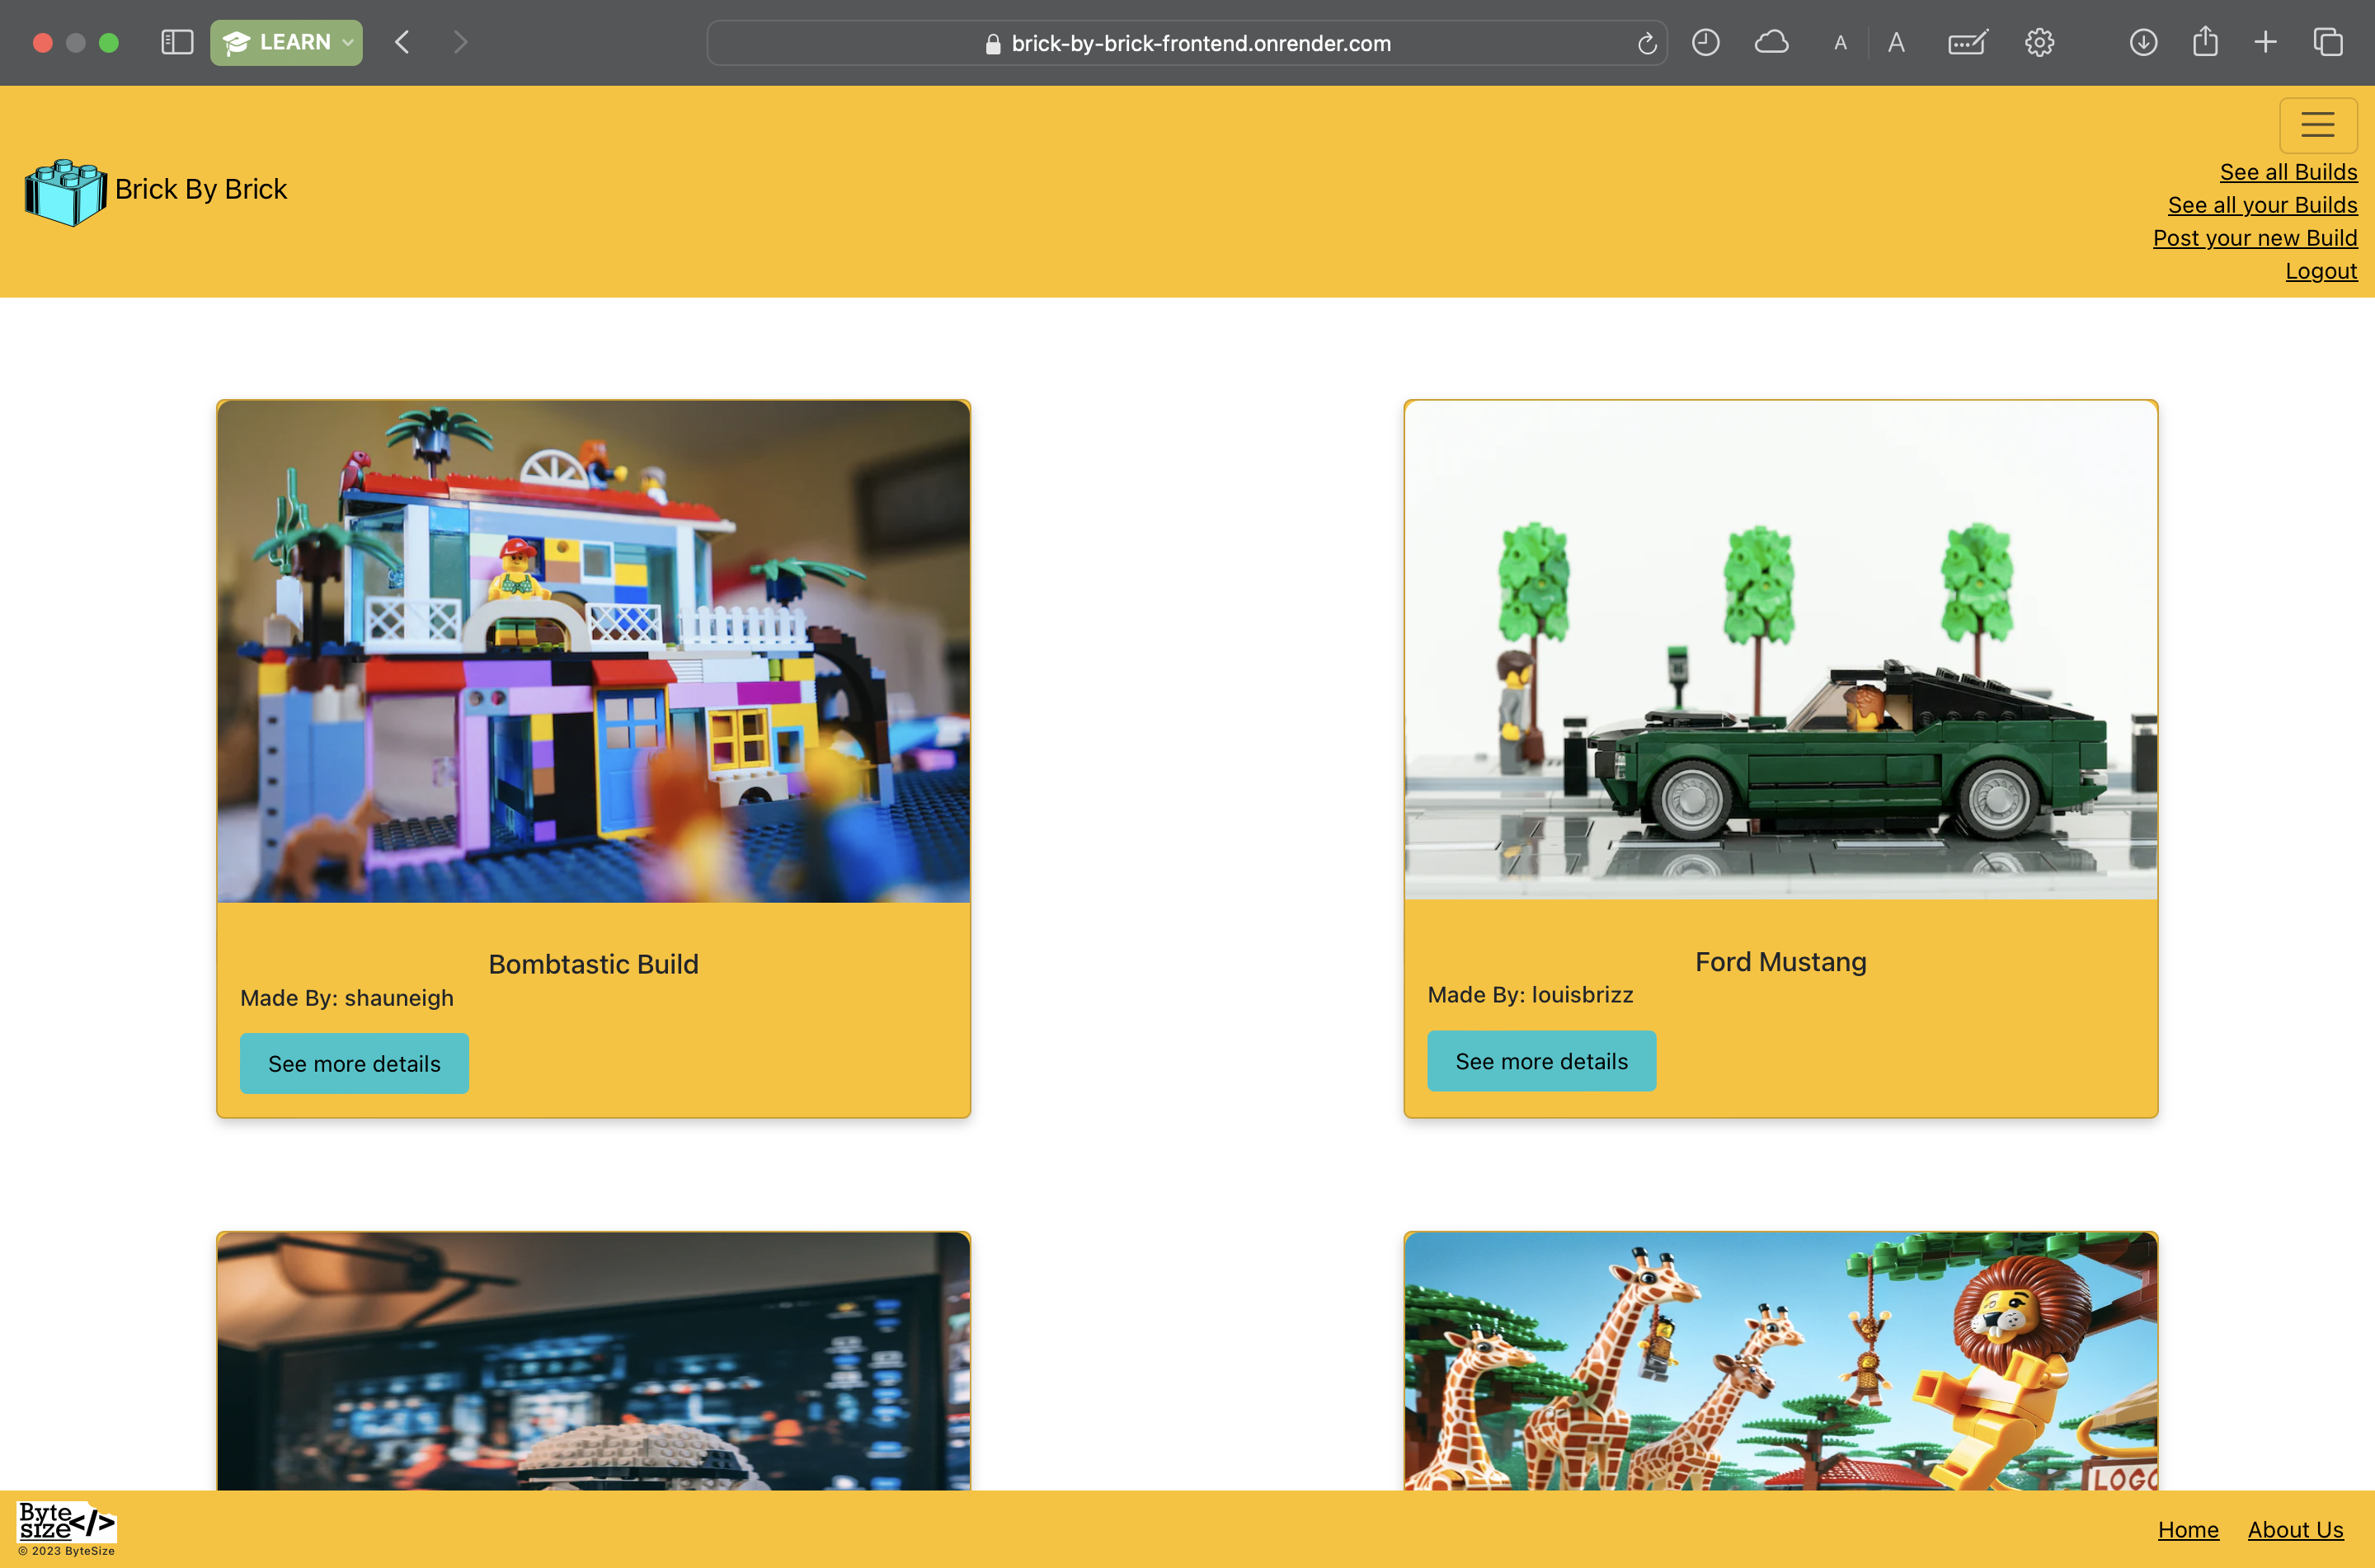 LEARN
brick-by-brick-frontend.onrender.com
A A
Brick By Brick
See all Builds
See all your Builds
Post your new Build
Logout
Bombtastic Build
Made By: shauneigh
See more details
Ford Mustang
Made By: louisbrizz
See more details
LOGO
Byte
size</>
© 2023 ByteSize
Home About Us